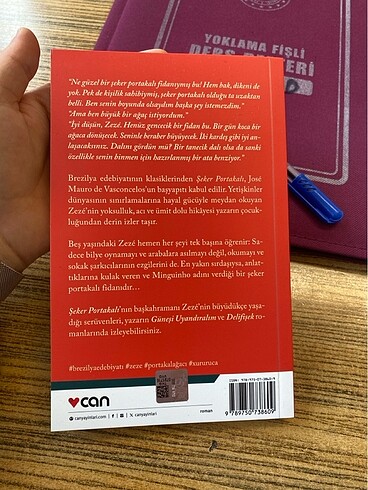 YOKLAMA FİŞLİ
"Ne güzel bir şeker portakalı fidanıymış bu! Hem bak, dikeni de
yok. Pek de kişilik sahibiymiş, şeker portakalı olduğu ta uzaktan
belli. Ben senin boyunda olsaydım başka şey istemezdim."
"Ama ben büyük bir ağaç istiyordum."
"İyi düşün, Zezé. Henüz gencecik bir fidan bu. Bir gün koca bir
ağaca dönüşecek. Seninle beraber büyüyecek. İki kardeş gibi an-
laşacaksınız. Dalını gördün mü? Bir tanecik dalı olsa da sanki
özellikle senin binmen için hazırlanmış bir ata benziyor."
Brezilya edebiyatının klasiklerinden Şeker Portakalı, José
Mauro de Vasconcelos'un başyapıtı kabul edilir. Yetişkinler
dünyasının sınırlamalarına hayal gücüyle meydan okuyan
Zezé'nin yoksulluk, acı ve ümit dolu hikâyesi yazarın çocuk-
luğundan derin izler taşır.
Beş yaşındaki Zezé hemen her şeyi tek başına öğrenir: Sa-
dece bilye oynamayı ve arabalara asılmayı değil, okumayı ve
sokak şarkıcılarının ezgilerini de. En yakın sırdaşıysa, anlat-
tıklarına kulak veren ve Minguinho adını verdiği bir şeker
portakalı fidanıdır...
Şeker Portakalı'nın başkahramanı Zezé'nin büyüdükçe yaşa-
dığı serüvenleri, yazarın Güneşi Uyandıralım ve Delifişek ro-
manlarında izleyebilirsiniz.
#brezilyaedebiyatı #zeze #portakalağacı #xururuca
can
canyayinlari.com
canyayinlari
roman
9789750738609